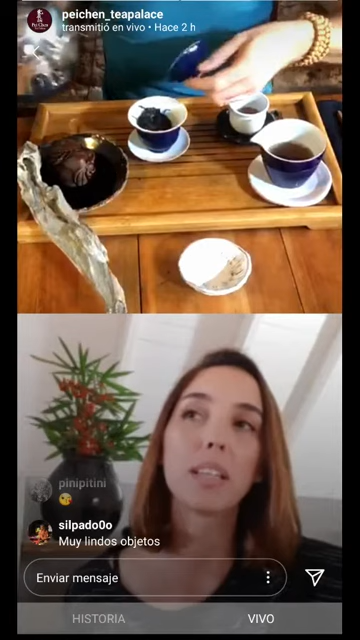 peichen_teapalace
transmitió en vivo • Hace 2 h
pinipitini
😘
silpado0o
Muy lindos objetos
Enviar mensaje
HISTORIA
VIVO